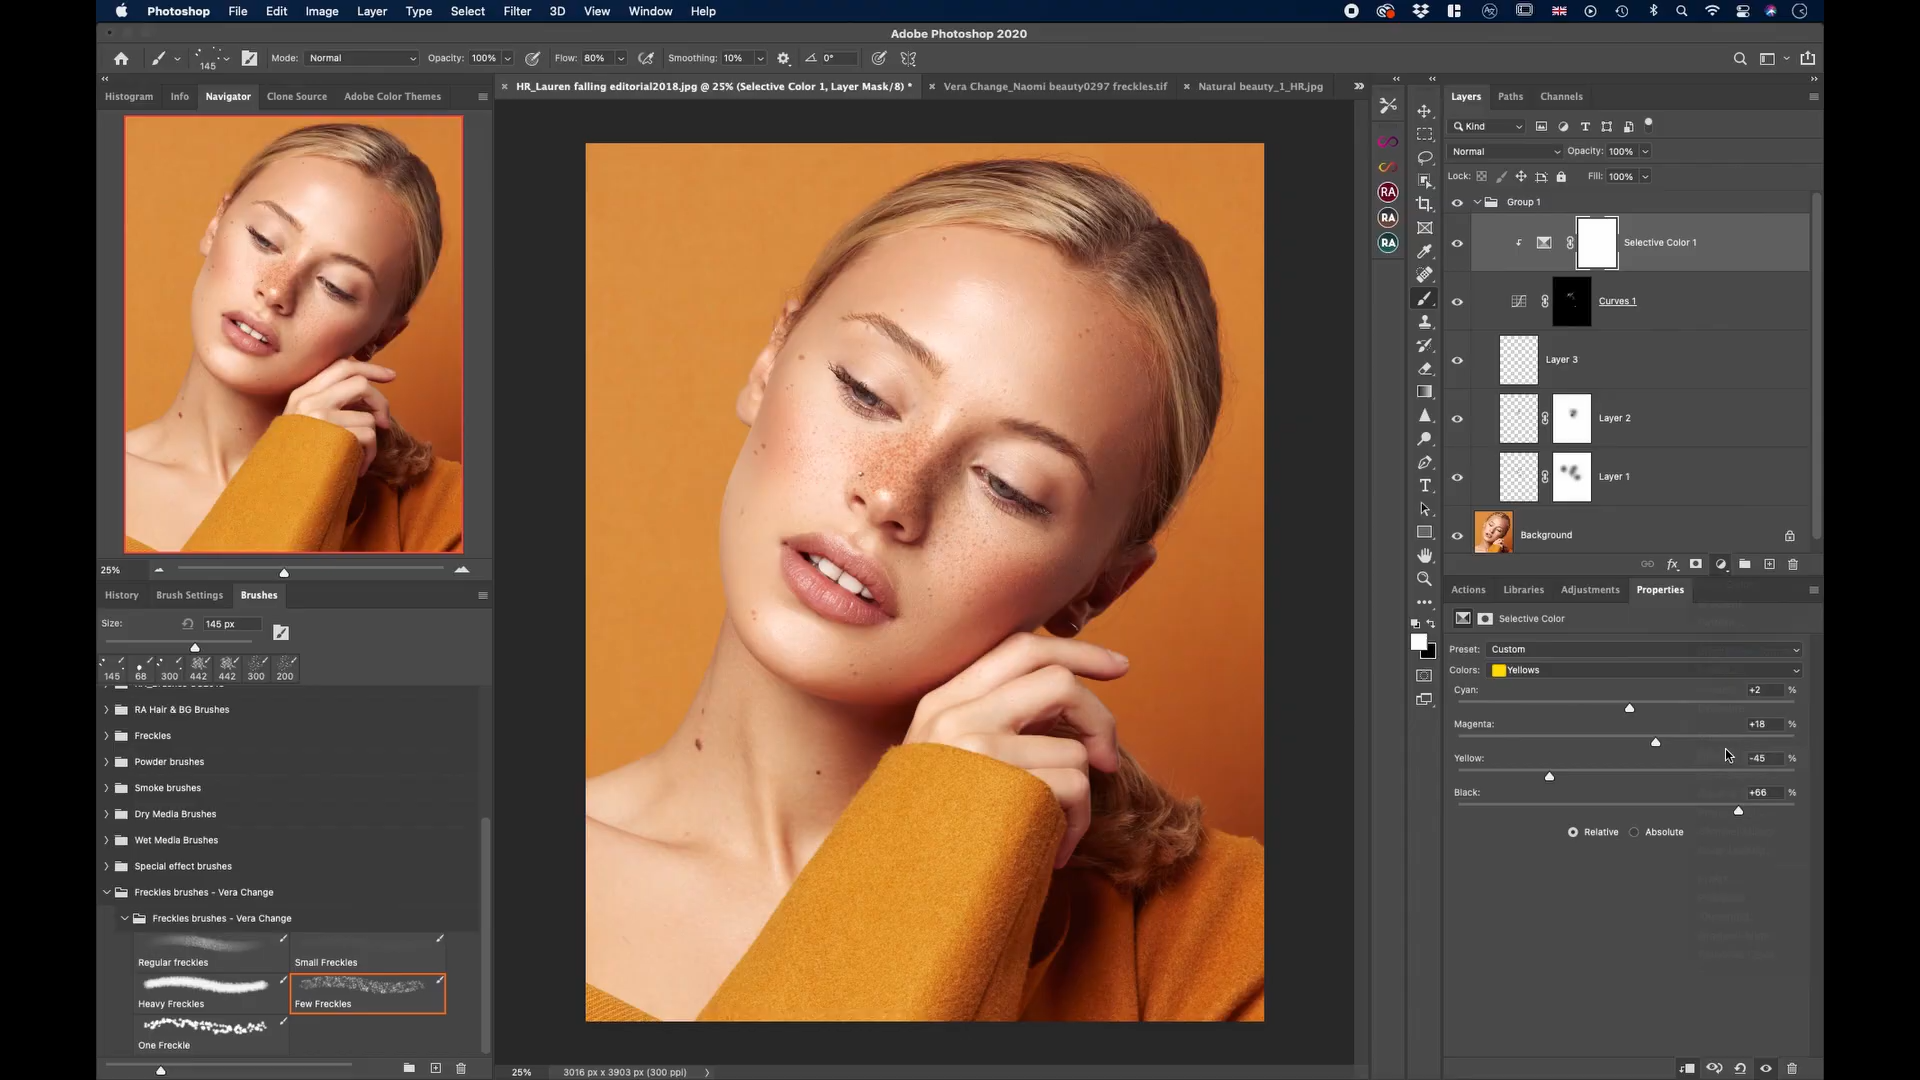 Photoshop File Edit Image Layer Type Select Filter 3D View Window Help
Adobe Photoshop 2020
145 Mode: Normal Opacity: 100% Flow: 80% Smoothing: 10% 0°
Histogram Info Navigator Clone Source Adobe Color Themes
HR_Lauren falling editorial2018.jpg @ 25% (Selective Color 1, Layer Mask/8) * Vera Change_Naomi beauty0297 freckles.tif Natural beauty_1_HR.jpg
Layers Paths Channels
Kind
Normal Opacity: 100%
Lock: Fill: 100%
Group 1
RA
RA
RA
Selective Color 1
Curves 1
Layer 3
Layer 2
Layer 1
Background
fx
25%
History Brush Settings Brushes
Size: 145 px
145 68 300 442 442 300 200
RA Hair & BG Brushes
Freckles
Powder brushes
Smoke brushes
Dry Media Brushes
Wet Media Brushes
Special effect brushes
Freckles brushes - Vera Change
Freckles brushes - Vera Change
Regular freckles Small Freckles
Heavy Freckles Few Freckles
One Freckle
Actions Libraries Adjustments Properties
Selective Color
Preset: Custom
Colors: Yellows
Cyan: +2 %
Magenta: +18 %
Yellow: -45 %
Black: +66 %
Relative Absolute
25% 3016 px x 3903 px (300 ppi)